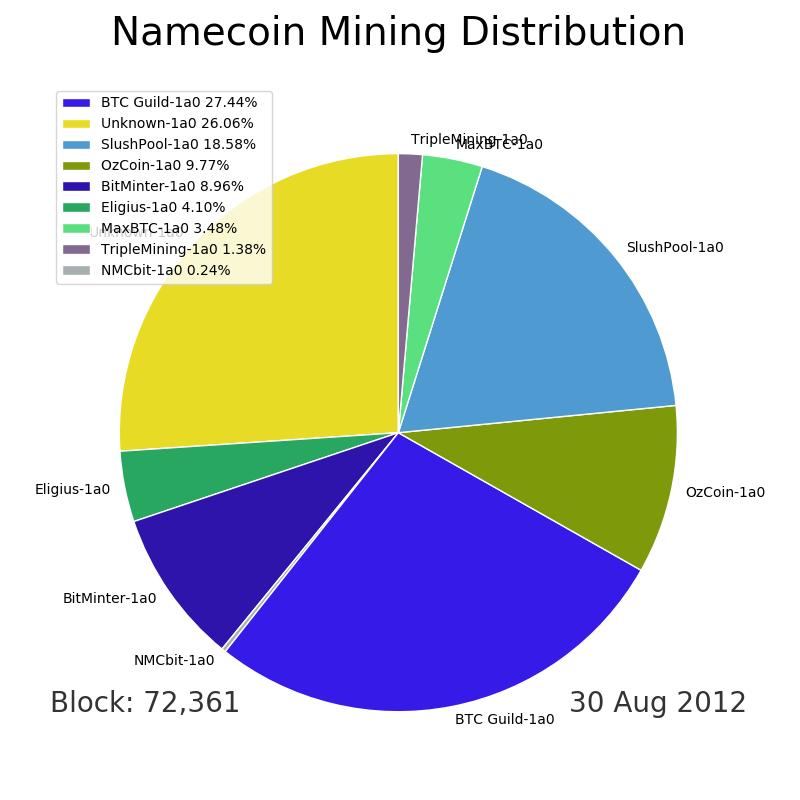 Namecoin Mining Distribution
BTC Guild-1a0 27.44%
Unknown-1a0 26.06%
SlushPool-1a0 18.58%
OzCoin-1a0 9.77%
BitMinter-1a0 8.96%
Eligius-1a0 4.10%
MaxBTC-1a0 3.48%
TripleMining-1a0 1.38%
NMCbit-1a0 0.24%
TripleMining-1a0
MaxBTC-1a0
Unknown-1a0
SlushPool-1a0
Eligius-1a0
OzCoin-1a0
BitMinter-1a0
NMCbit-1a0
BTC Guild-1a0
Block: 72,361
30 Aug 2012